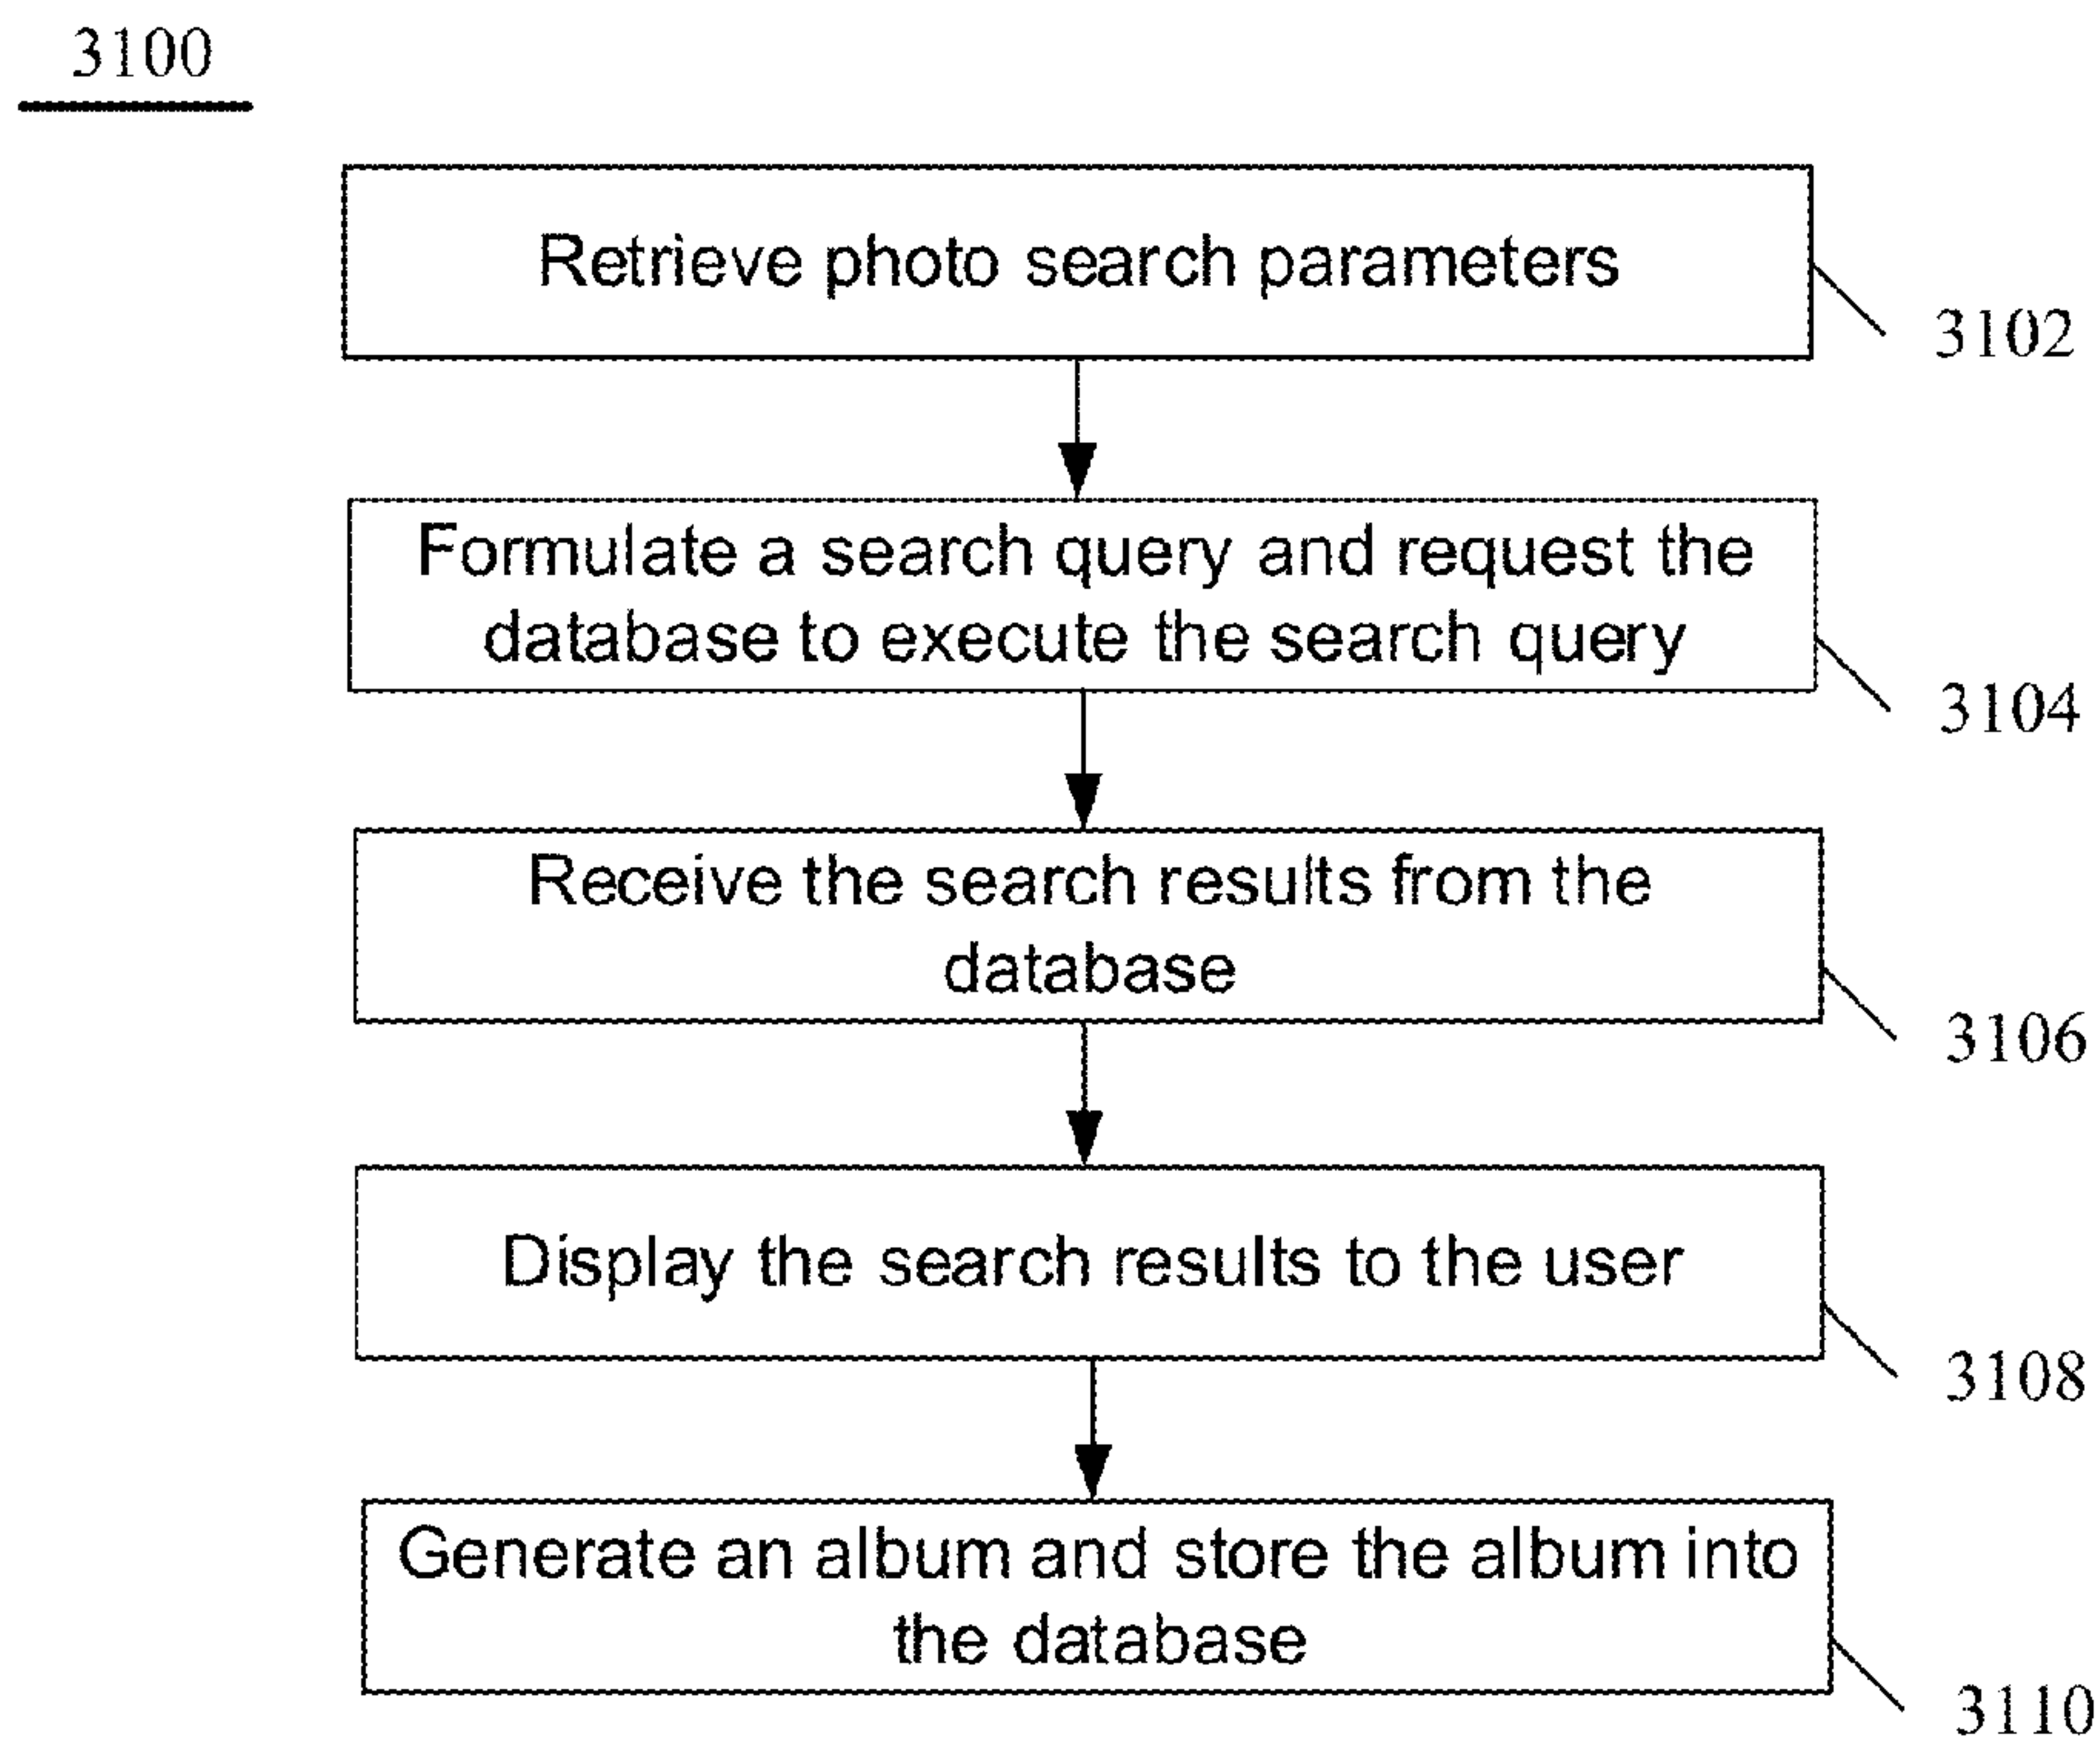 3100
Retrieve photo search parameters
3102
Formulate a search query and request the
database to execute the search query
3104
Receive the search results from the
database
3106
Display the search results to the user
3108
Generate an album and store the album into
the database
3110